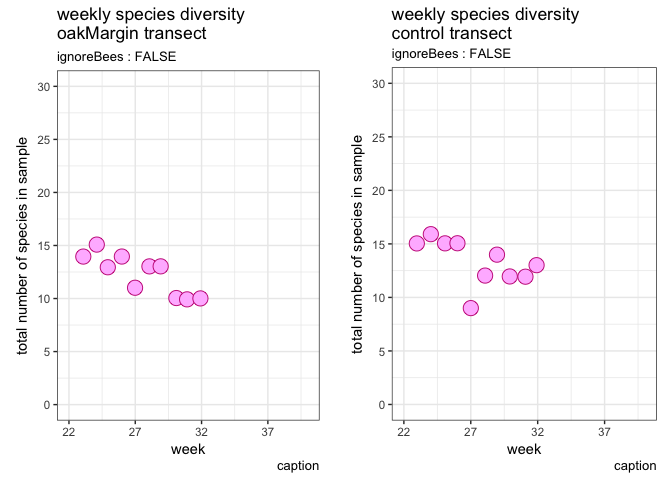 weekly species diversity
oakMargin transect
ignoreBees : FALSE
total number of species in sample
30
25
20
15
10
5
0
22
27
32
37
week
caption
weekly species diversity
control transect
ignoreBees : FALSE
total number of species in sample
30
25
20
15
10
5
0
22
27
32
37
week
caption